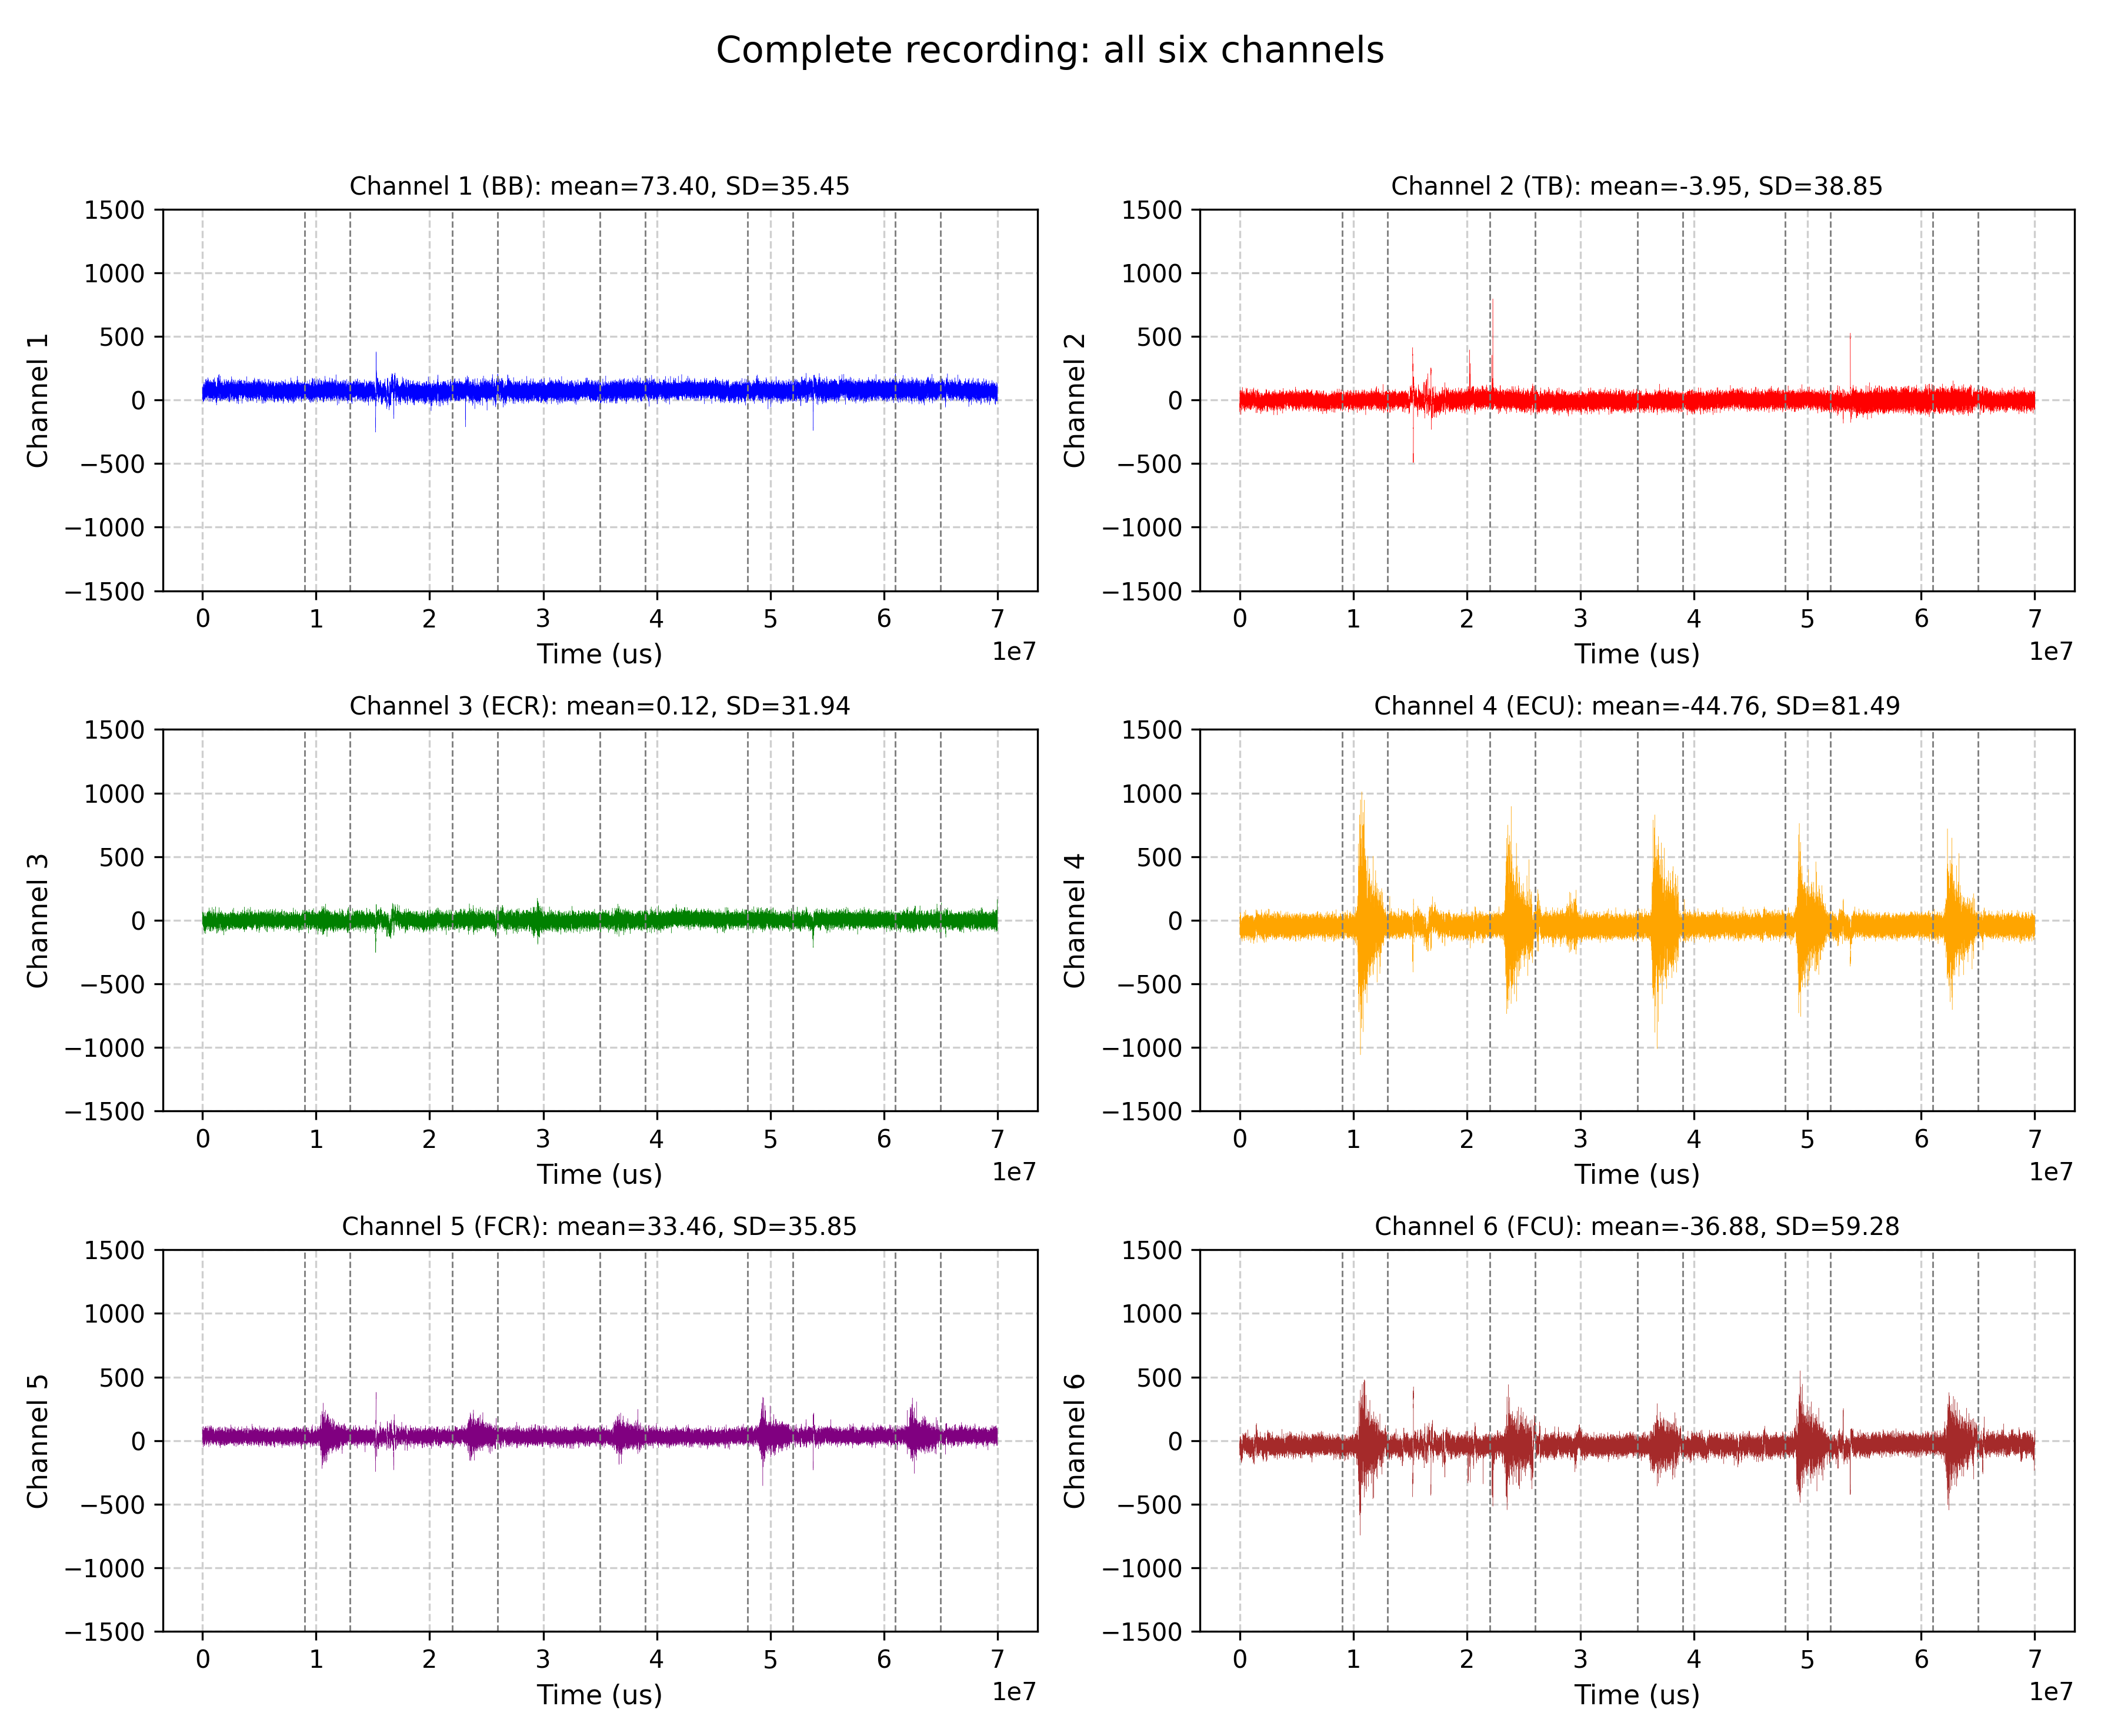 Complete recording: all six channels
Channel 1 (BB): mean=73.40, SD=35.45
1500
1000
500
0
−500
−1000
−1500
Channel 1
0 1 2 3 4 5 6 7
1e7
Time (us)
Channel 2 (TB): mean=-3.95, SD=38.85
1500
1000
500
0
−500
−1000
−1500
Channel 2
0 1 2 3 4 5 6 7
1e7
Time (us)
Channel 3 (ECR): mean=0.12, SD=31.94
1500
1000
500
0
−500
−1000
−1500
Channel 3
0 1 2 3 4 5 6 7
1e7
Time (us)
Channel 4 (ECU): mean=-44.76, SD=81.49
1500
1000
500
0
−500
−1000
−1500
Channel 4
0 1 2 3 4 5 6 7
1e7
Time (us)
Channel 5 (FCR): mean=33.46, SD=35.85
1500
1000
500
0
−500
−1000
−1500
Channel 5
0 1 2 3 4 5 6 7
1e7
Time (us)
Channel 6 (FCU): mean=-36.88, SD=59.28
1500
1000
500
0
−500
−1000
−1500
Channel 6
0 1 2 3 4 5 6 7
1e7
Time (us)